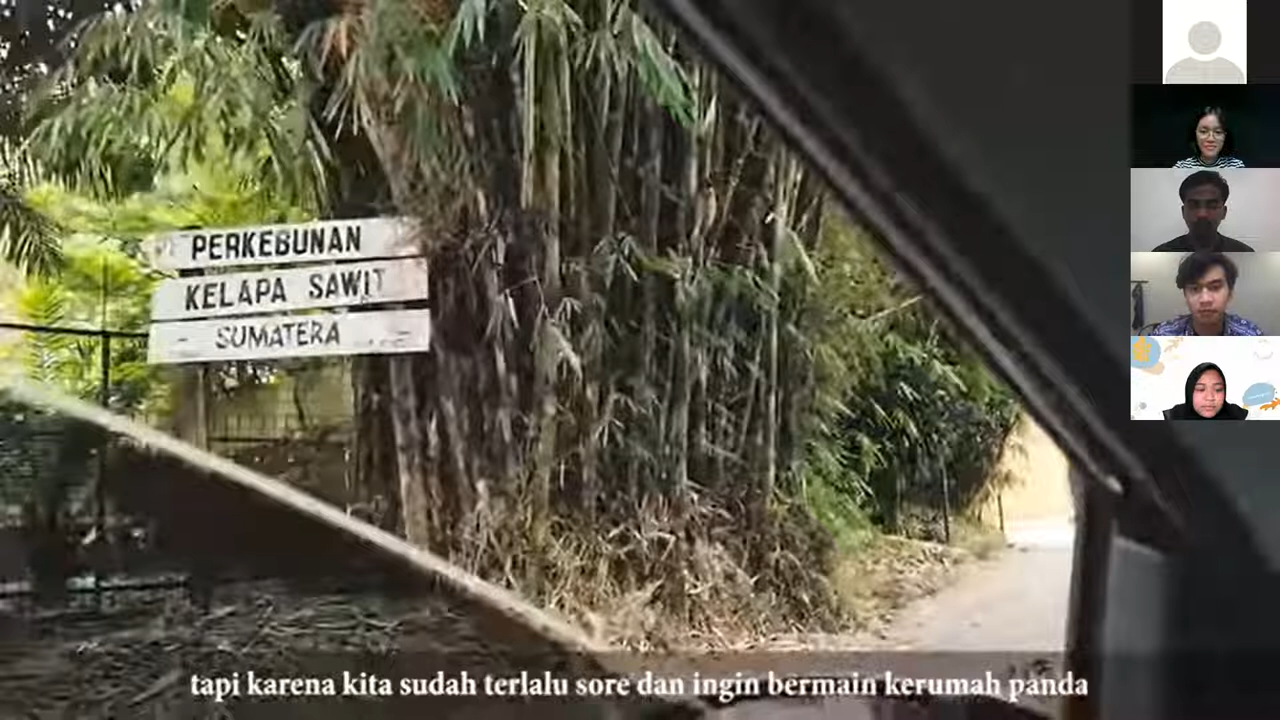 PERKEBUNAN
KELAPA SAWIT
SUMATERA
tapi karena kita sudah terlalu sore dan ingin bermain kerumah panda